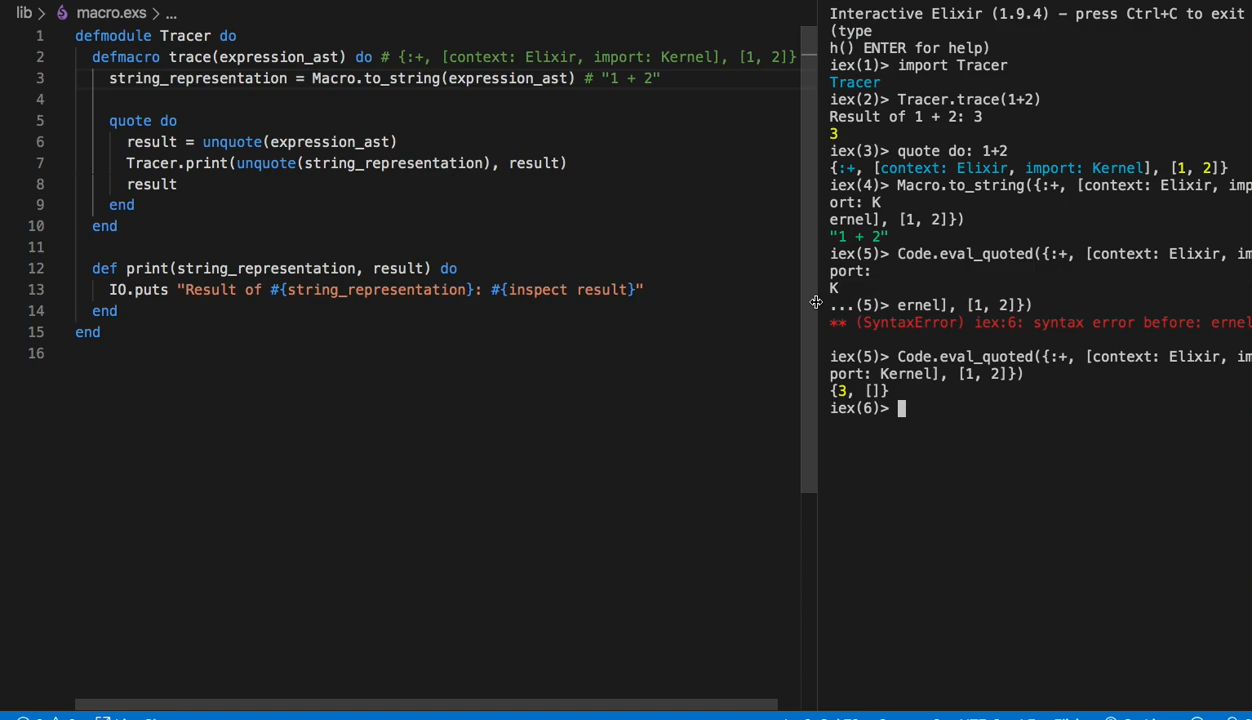 lib > macro.exs > ...
1 defmodule Tracer do
2 defmacro trace(expression_ast) do # {:+, [context: Elixir, import: Kernel], [1, 2]}
3 string_representation = Macro.to_string(expression_ast) # "1 + 2"
4
5 quote do
6 result = unquote(expression_ast)
7 Tracer.print(unquote(string_representation), result)
8 result
9 end
10 end
11
12 def print(string_representation, result) do
13 IO.puts "Result of #{string_representation}: #{inspect result}"
14 end
15 end
16
Interactive Elixir (1.9.4) – press Ctrl+C to exit
(type
h() ENTER for help)
iex(1)> import Tracer
Tracer
iex(2)> Tracer.trace(1+2)
Result of 1 + 2: 3
3
iex(3)> quote do: 1+2
{:+, [context: Elixir, import: Kernel], [1, 2]}
iex(4)> Macro.to_string({:+, [context: Elixir, imp
ort: K
ernel], [1, 2]})
"1 + 2"
iex(5)> Code.eval_quoted({:+, [context: Elixir, im
port:
K
...(5)> ernel], [1, 2]})
** (SyntaxError) iex:6: syntax error before: ernel
iex(5)> Code.eval_quoted({:+, [context: Elixir, im
port: Kernel], [1, 2]})
{3, []}
iex(6)>